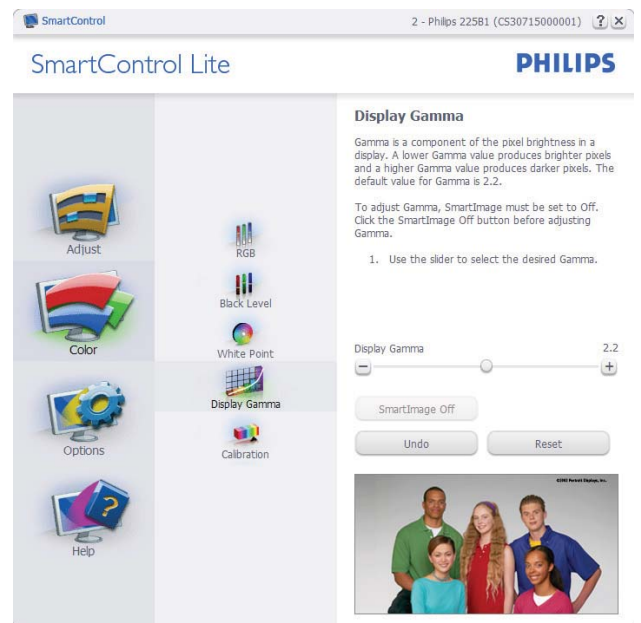 SmartControl
2 - Philips 225B1 (CS30715000001)
?
SmartControl Lite
PHILIPS
Adjust
Color
Options
Help
RGB
Black Level
White Point
Display Gamma
Calibration
Display Gamma
Gamma is a component of the pixel brightness in a
display. A lower Gamma value produces brighter pixels
and a higher Gamma value produces darker pixels. The
default value for Gamma is 2.2.
To adjust Gamma, SmartImage must be set to Off.
Click the SmartImage Off button before adjusting
Gamma.
1. Use the slider to select the desired Gamma.
Display Gamma 2.2
SmartImage Off
Undo Reset
Portrait Displays, Inc.